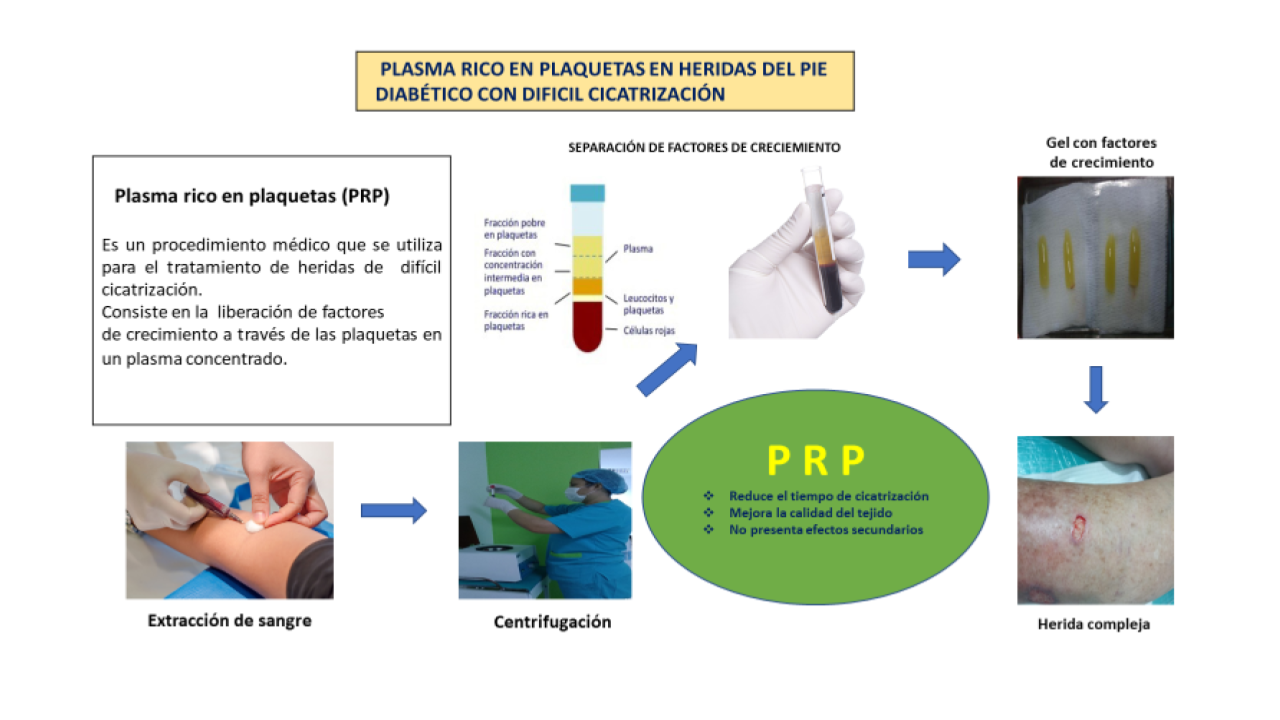 PLASMA RICO EN PLAQUETAS EN HERIDAS DEL PIE
DIABÉTICO CON DIFICIL CICATRIZACIÓN
Plasma rico en plaquetas (PRP)
Es un procedimiento médico que se utiliza
para el tratamiento de heridas de difícil
cicatrización.
Consiste en la liberación de factores
de crecimiento a través de las plaquetas en
un plasma concentrado.
SEPARACIÓN DE FACTORES DE CRECIEMIENTO
Fracción pobre
en plaquetas
Fracción con
concentración
intermedia en
plaquetas
Fracción rica en
plaquetas
Plasma
Leucocitos y
plaquetas
Células rojas
Gel con factores
de crecimiento
Extracción de sangre
Centrifugación
P R P
❖ Reduce el tiempo de cicatrización
❖ Mejora la calidad del tejido
❖ No presenta efectos secundarios
Herida compleja